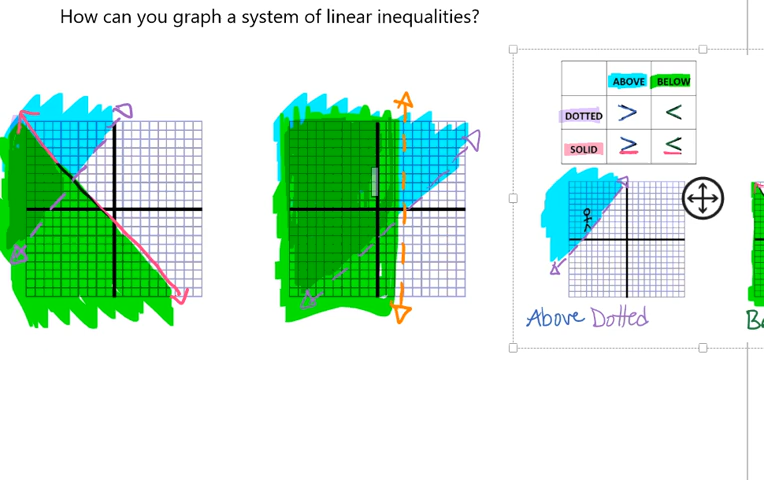 How can you graph a system of linear inequalities?
ABOVE BELOW
DOTTED > <
SOLID ≥ ≤
Above Dotted